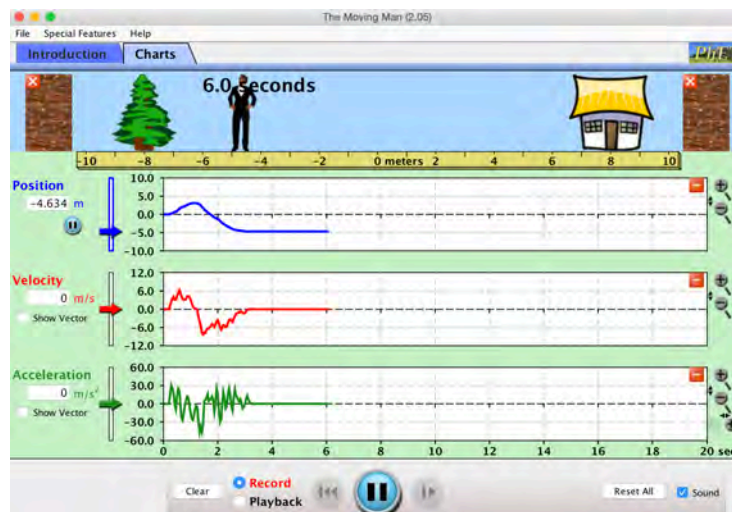 The Moving Man (2.05)
File Special Features Help
Introduction Charts PhET
6.0 seconds
-10 -8 -6 -4 -2 0 meters 2 4 6 8 10
Position
-4.634 m
10.0
5.0
0.0
-5.0
-10.0
Velocity
0 m/s
Show Vector
12.0
6.0
0.0
-6.0
-12.0
Acceleration
0 m/s²
Show Vector
60.0
30.0
0.0
-30.0
-60.0
0 2 4 6 8 10 12 14 16 18 20 sec
Clear
Record
Playback
Reset All
Sound